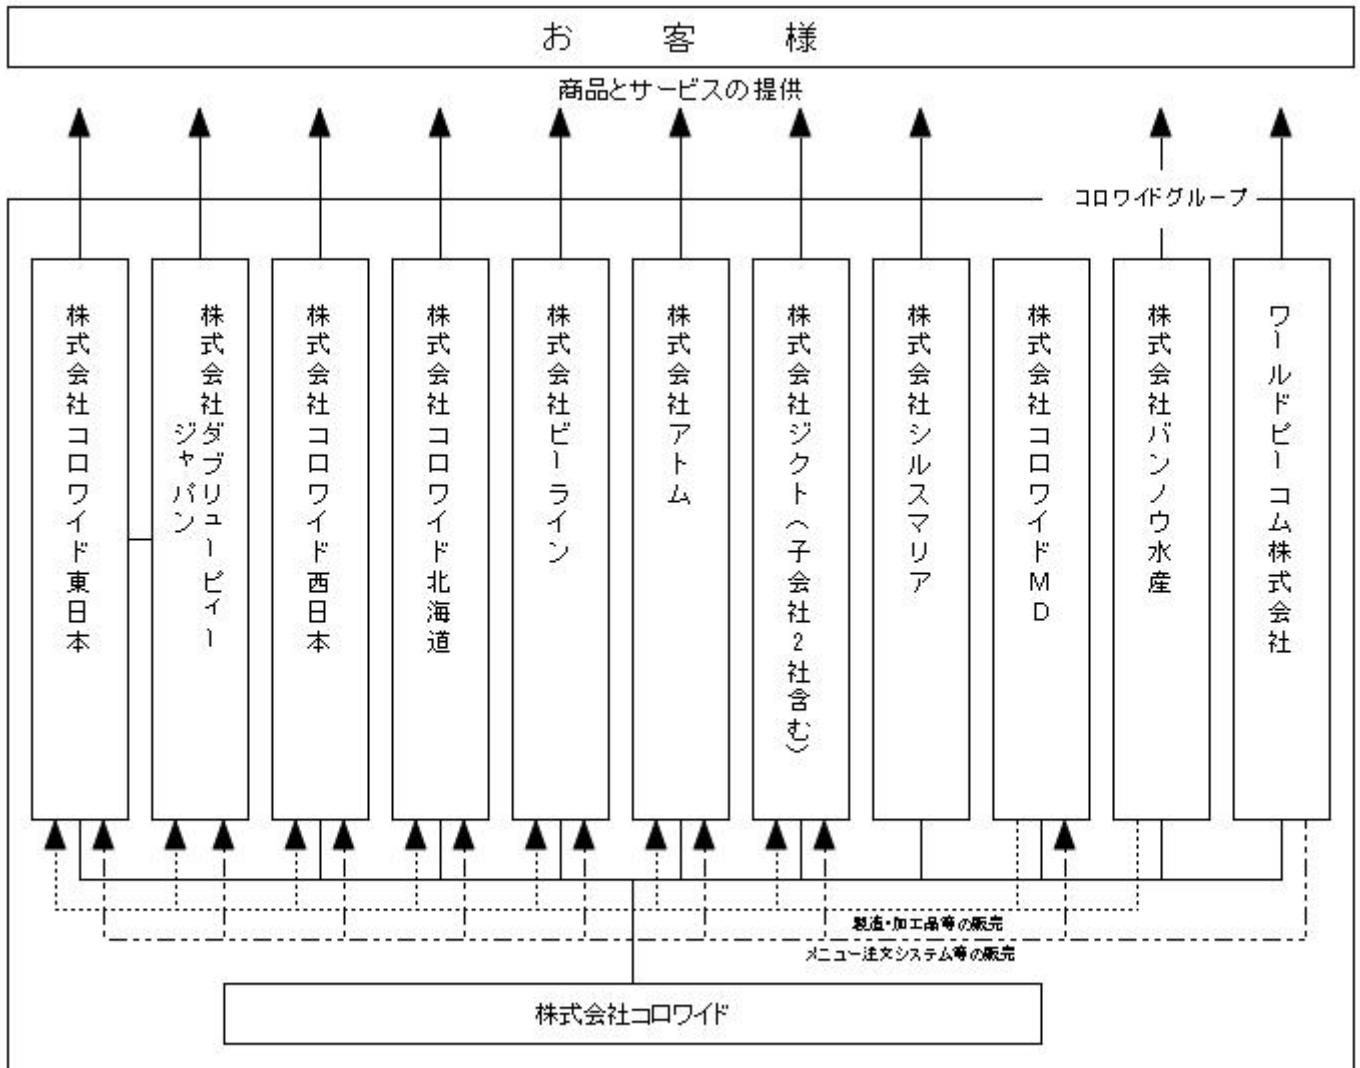 お客様
商品とサービスの提供
コロワイドグループ
株式会社コロワイド東日本
株式会社ダブリューピィー
ジャパン
株式会社コロワイド西日本
株式会社コロワイド北海道
株式会社ビーライン
株式会社アトム
株式会社ジクト（子会社2社含む）
株式会社シルスマリア
株式会社コロワイドMD
株式会社バンノウ水産
ワールドピーコム株式会社
製造・加工品等の販売
メニュー注文システム等の販売
株式会社コロワイド